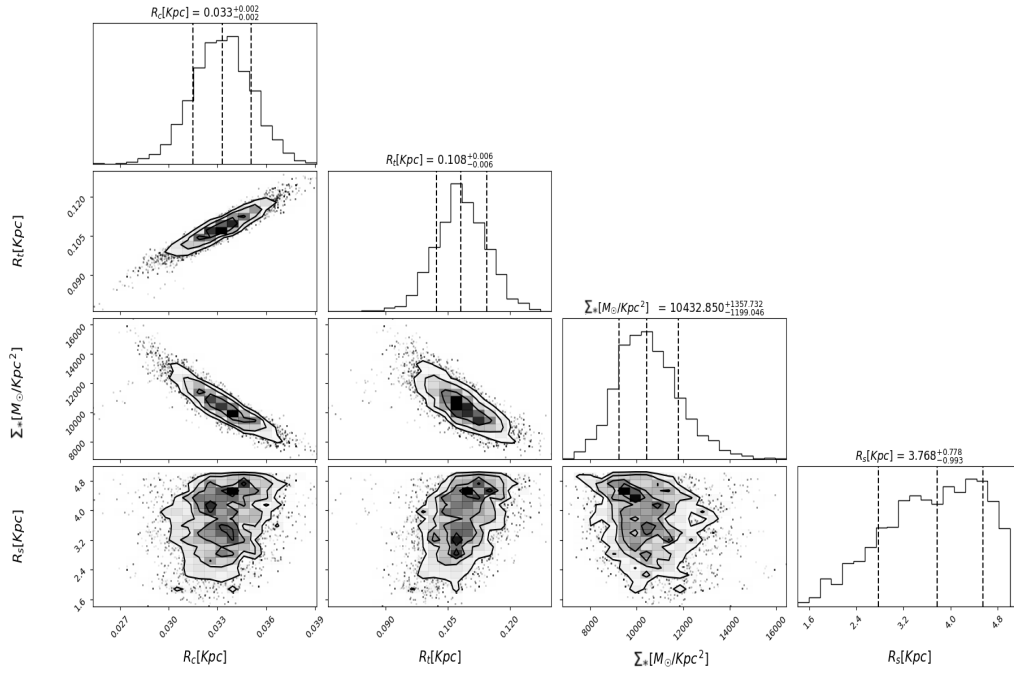 R_c[Kpc] = 0.033^{+0.002}_{-0.002}
R_t[Kpc] = 0.108^{+0.006}_{-0.006}
Σ_*[M_⊙/Kpc^2] = 10432.850^{+1357.732}_{-1199.046}
R_s[Kpc] = 3.768^{+0.778}_{-0.993}
R_t[Kpc]
0.120
0.105
0.090
Σ_*[M_⊙/Kpc^2]
16000
14000
12000
10000
8000
R_s[Kpc]
4.8
4.0
3.2
2.4
1.6
0.027 0.030 0.033 0.036 0.039
0.090 0.105 0.120
8000 10000 12000 14000 16000
1.6 2.4 3.2 4.0 4.8
R_c[Kpc]
R_t[Kpc]
Σ_*[M_⊙/Kpc^2]
R_s[Kpc]